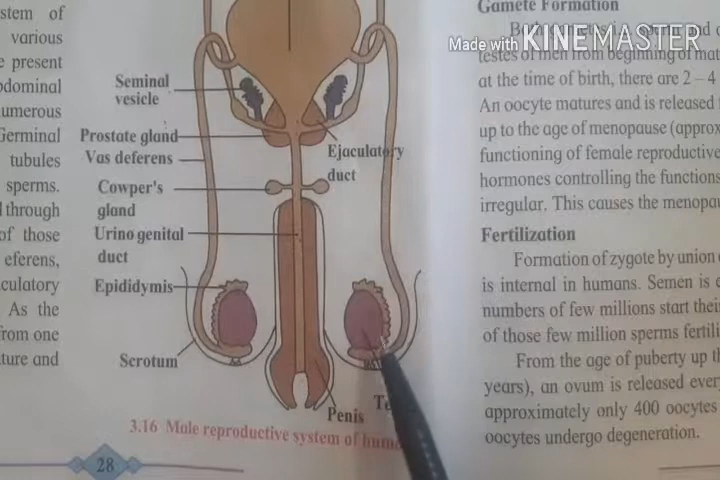 stem of
various
e present
odominal
umerous
Germinal
tubules
sperms.
l through
of those
eferens,
culatory
As the
from one
ture and
Seminal
vesicle
Prostate gland
Vas deferens
Cowper's
gland
Urino genital
duct
Epididymis
Scrotum
Ejaculatory
duct
Penis
3.16 Male reproductive system of hum
28
Gamete Formation
testes of men from beginning of mat
at the time of birth, there are 2 – 4
An oocyte matures and is released
up to the age of menopause (approx
functioning of female reproductive
hormones controlling the functions
irregular. This causes the menopau
Fertilization
Formation of zygote by union
is internal in humans. Semen is e
numbers of few millions start thei
of those few million sperms fertili
From the age of puberty up th
years), an ovum is released ever
approximately only 400 oocytes
oocytes undergo degeneration.
Made with KINEMASTER